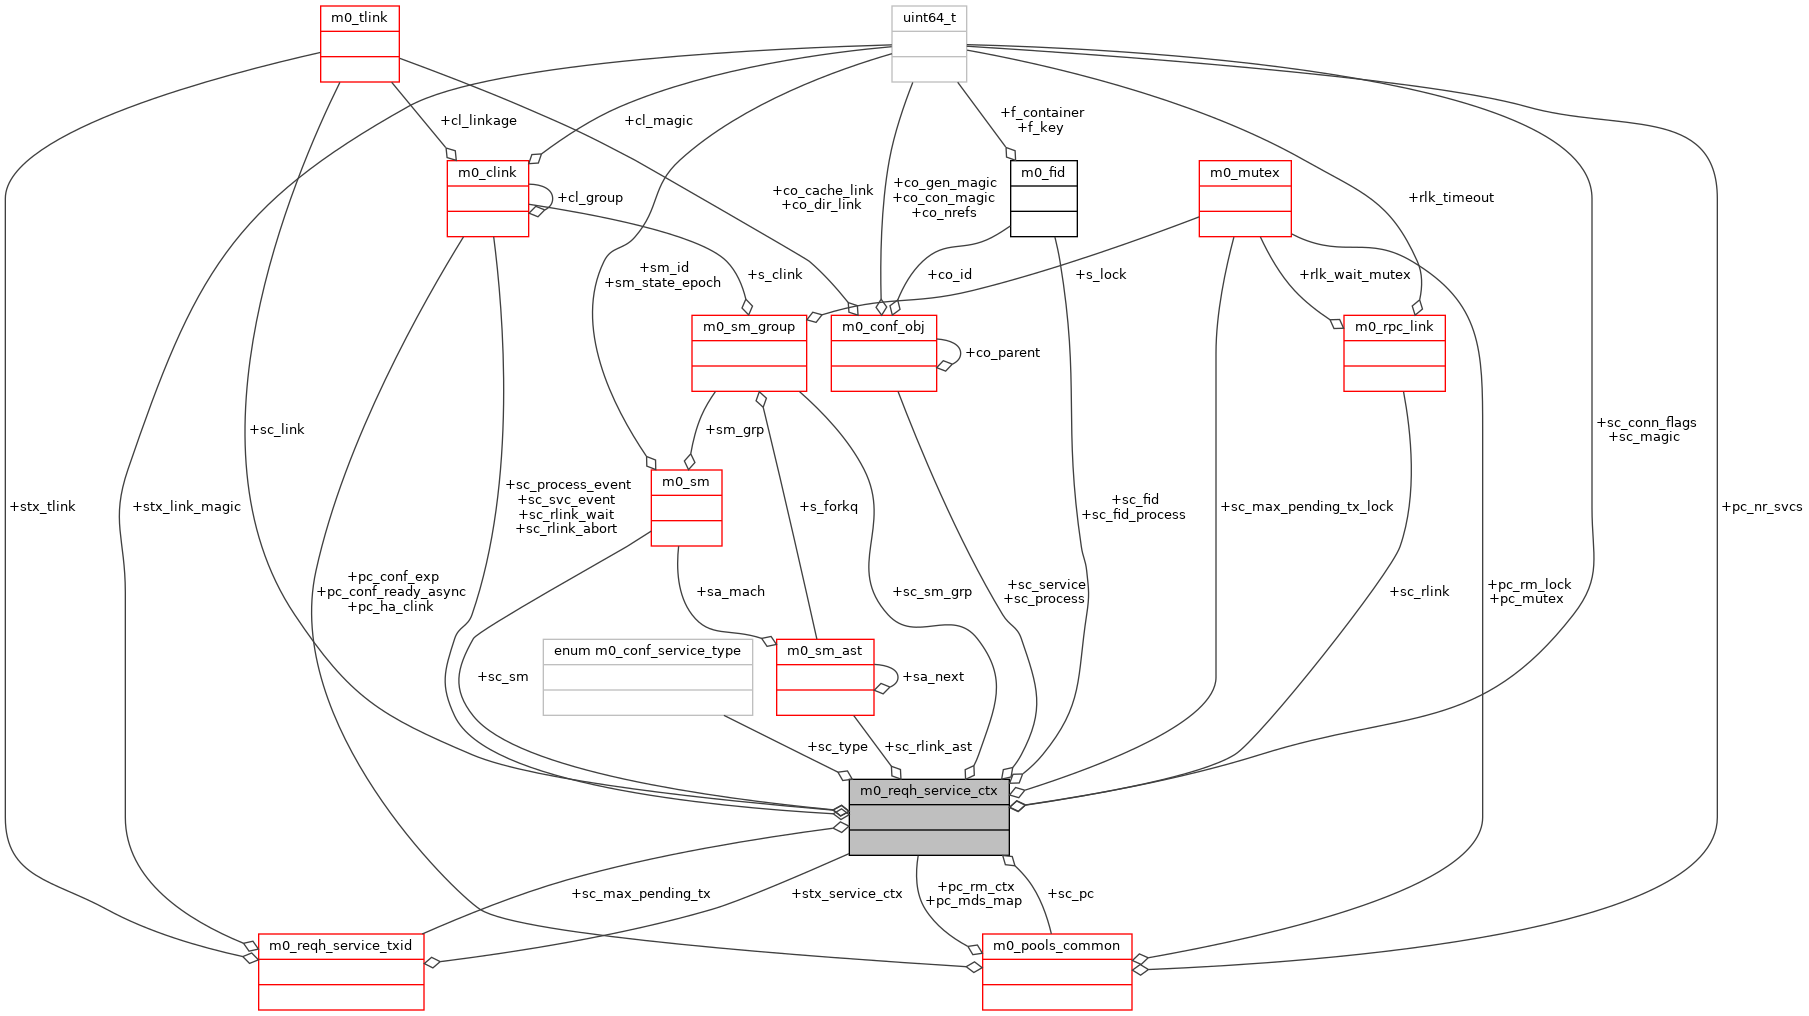 m0_tlink
uint64_t
+f_container
+f_key
+cl_linkage
+cl_magic
m0_clink
m0_fid
m0_mutex
+cl_group
+co_cache_link
+co_dir_link
+co_gen_magic
+co_con_magic
+co_nrefs
+rlk_timeout
+sm_id
+sm_state_epoch
+s_clink
+co_id
+s_lock
+rlk_wait_mutex
m0_sm_group
m0_conf_obj
m0_rpc_link
+co_parent
+sc_link
+sm_grp
+sc_conn_flags
+sc_magic
m0_sm
+stx_tlink
+stx_link_magic
+sc_process_event
+sc_svc_event
+sc_rlink_wait
+sc_rlink_abort
+s_forkq
+sc_fid
+sc_fid_process
+sc_max_pending_tx_lock
+pc_nr_svcs
+pc_conf_exp
+pc_conf_ready_async
+pc_ha_clink
+sa_mach
+sc_sm_grp
+sc_service
+sc_process
+sc_rlink
+pc_rm_lock
+pc_mutex
enum m0_conf_service_type
m0_sm_ast
+sc_sm
+sa_next
+sc_type
+sc_rlink_ast
m0_reqh_service_ctx
+sc_max_pending_tx
+stx_service_ctx
+pc_rm_ctx
+pc_mds_map
+sc_pc
m0_reqh_service_txid
m0_pools_common